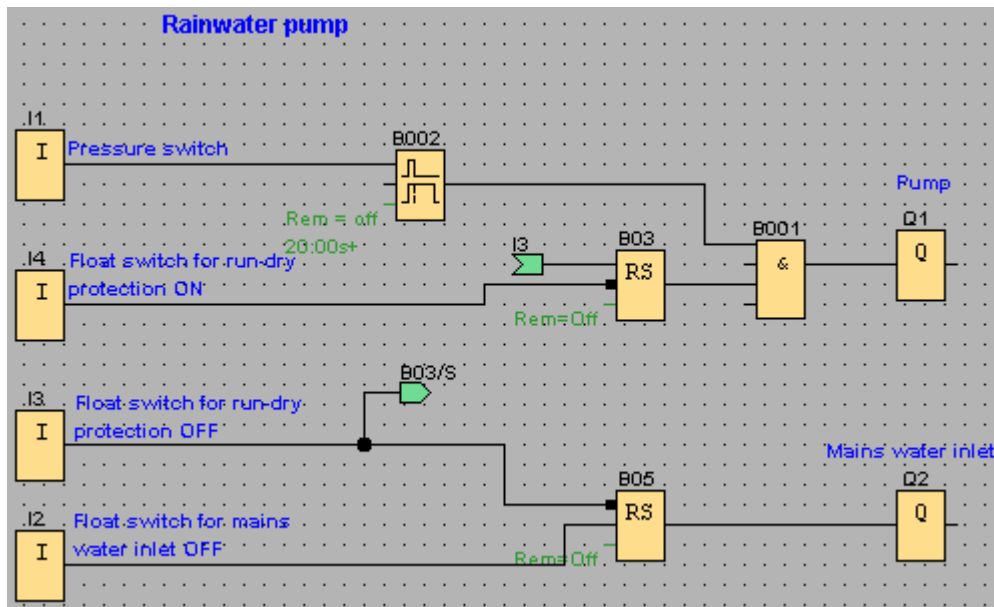 Rainwater pump
I1
I
Pressure switch
B002
Rem = off
20:00s+
Pump
Q1
Q
I4
I
Float switch for run-dry
protection ON
I3
B03
RS
Rem=Off
B001
&
B03/S
I3
I
Float switch for run-dry
protection OFF
Mains water inlet
Q2
Q
B05
RS
Rem=Off
I2
I
Float switch for mains
water inlet OFF